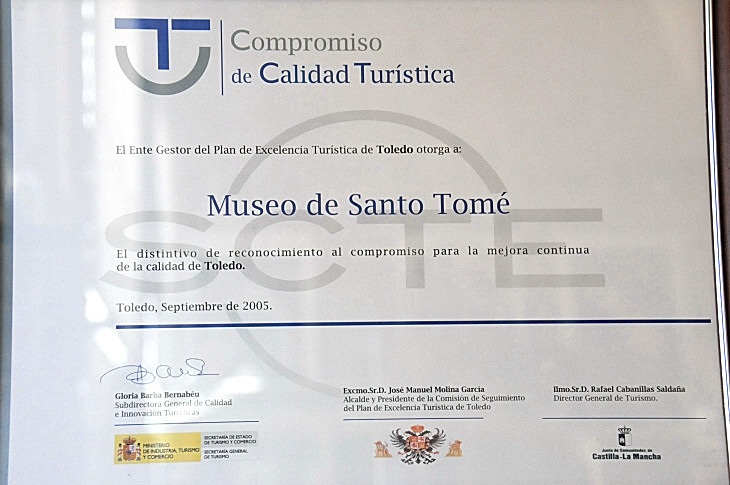 Compromiso
de Calidad Turística
El Ente Gestor del Plan de Excelencia Turística de Toledo otorga a:
Museo de Santo Tomé
SCTE
El distintivo de reconocimiento al compromiso para la mejora continua
de la calidad de Toledo.
Toledo, Septiembre de 2005.
Gloria Barba Bernabéu
Subdirectora General de Calidad
e Innovación Turísticas
Excmo.Sr.D. José Manuel Molina García
Alcalde y Presidente de la Comisión de Seguimiento
del Plan de Excelencia Turística de Toledo
Ilmo.Sr.D. Rafael Cabanillas Saldaña
Director General de Turismo.
MINISTERIO
DE INDUSTRIA, TURISMO
Y COMERCIO
SECRETARÍA DE ESTADO
DE TURISMO Y COMERCIO
SECRETARÍA GENERAL
DE TURISMO
Junta de Comunidades de
Castilla-La Mancha